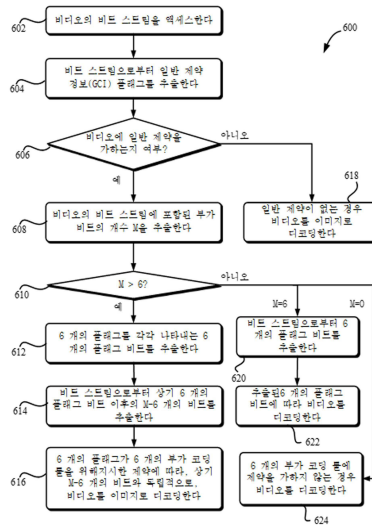 600
602
비디오의 비트 스트림을 액세스한다
604
비트 스트림으로부터 일반 제약
정보(GCI) 플래그를 추출한다
606
비디오에 일반 제약을
가하는지 여부?
아니오
예
618
일반 제약이 없는 경우
비디오를 이미지로
디코딩한다
608
비디오의 비트 스트림에 포함된 부가
비트의 개수 M을 추출한다
610
M > 6?
아니오
예
M=6
M=0
612
6 개의 플래그를 각각 나타내는 6
개의 플래그 비트를 추출한다
비트 스트림으로부터 6
개의 플래그 비트를
추출한다
620
614
비트 스트림으로부터 상기 6 개의
플래그 비트 이후의 M-6 개의 비트를
추출한다
추출된6 개의 플래그
비트에 따라 비디오를
디코딩한다
622
616
6 개의 플래그가 6 개의 부가 코딩
툴을 위해지시한 제약에 따라, 상기
M-6 개의 비트와 독립적으로,
비디오를 이미지로 디코딩한다
6 개의 부가 코딩 툴에
제약을 가하지 않는 경우
비디오를 디코딩한다
624